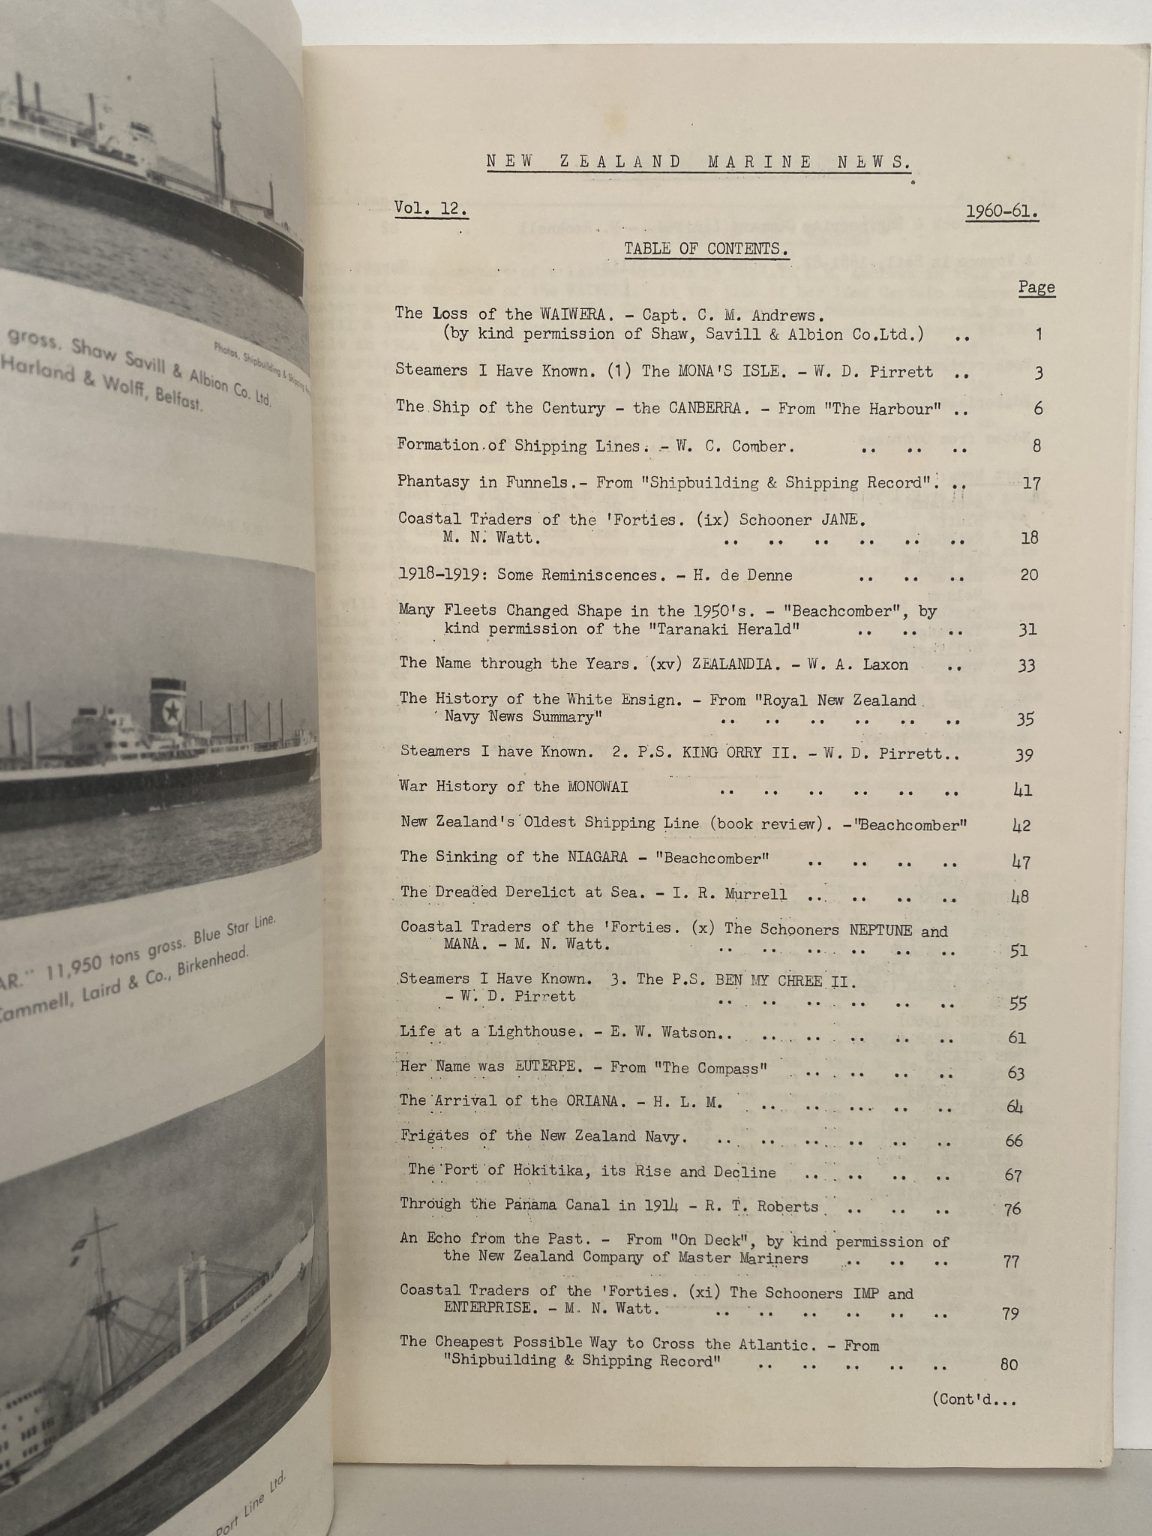 gross. Shaw Savill & Albion Co. Ltd.
Harland & Wolff, Belfast.
Photos, Shipbuilding & Shipping
AR." 11,950 tons gross. Blue Star Line.
Cammell, Laird & Co., Birkenhead.
Port Line Ltd.
NEW ZEALAND MARINE NEWS.
Vol. 12. 1960-61.
TABLE OF CONTENTS.
Page
The Loss of the WAIWERA. - Capt. C. M. Andrews.
(by kind permission of Shaw, Savill & Albion Co.Ltd.) .. 1
Steamers I Have Known. (1) The MONA'S ISLE. - W. D. Pirrett .. 3
The Ship of the Century - the CANBERRA. - From "The Harbour" .. 6
Formation of Shipping Lines. - W. C. Comber. .. .. .. 8
Phantasy in Funnels.- From "Shipbuilding & Shipping Record". .. 17
Coastal Traders of the 'Forties. (ix) Schooner JANE.
M. N. Watt. .. .. .. .. .. .. 18
1918-1919: Some Reminiscences. - H. de Denne .. .. .. 20
Many Fleets Changed Shape in the 1950's. - "Beachcomber", by
kind permission of the "Taranaki Herald" .. .. .. 31
The Name through the Years. (xv) ZEALANDIA. - W. A. Laxon .. 33
The History of the White Ensign. - From "Royal New Zealand
Navy News Summary" .. .. .. .. .. .. 35
Steamers I have Known. 2. P.S. KING ORRY II. - W. D. Pirrett.. 39
War History of the MONOWAI .. .. .. .. .. .. 41
New Zealand's Oldest Shipping Line (book review). -"Beachcomber" 42
The Sinking of the NIAGARA - "Beachcomber" .. .. .. .. 47
The Dreaded Derelict at Sea. - I. R. Murrell .. .. .. .. 48
Coastal Traders of the 'Forties. (x) The Schooners NEPTUNE and
MANA. - M. N. Watt. .. .. .. .. .. .. 51
Steamers I Have Known. 3. The P.S. BEN MY CHREE II.
- W. D. Pirrett .. .. .. .. .. .. 55
Life at a Lighthouse. - E. W. Watson.. .. .. .. .. .. 61
Her Name was EUTERPE. - From "The Compass" .. .. .. .. 63
The Arrival of the ORIANA. - H. L. M. .. .. .. .. .. 64
Frigates of the New Zealand Navy. .. .. .. .. .. .. 66
The Port of Hokitika, its Rise and Decline .. .. .. .. 67
Through the Panama Canal in 1914 - R. T. Roberts .. .. .. 76
An Echo from the Past. - From "On Deck", by kind permission of
the New Zealand Company of Master Mariners .. .. .. 77
Coastal Traders of the 'Forties. (xi) The Schooners IMP and
ENTERPRISE. - M. N. Watt. .. .. .. .. .. .. 79
The Cheapest Possible Way to Cross the Atlantic. - From
"Shipbuilding & Shipping Record" .. .. .. .. .. 80
(Cont'd...